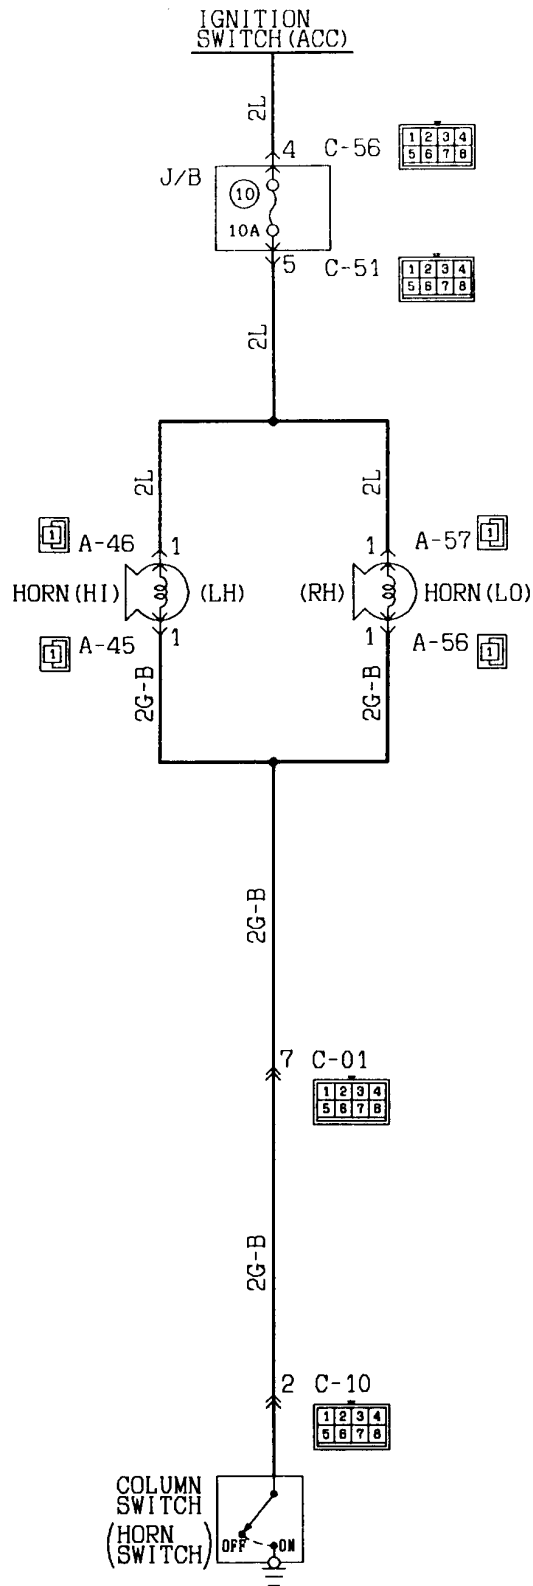 IGNITION
SWITCH(ACC)
2L
4 C-56
1 2 3 4
5 6 7 8
J/B
10
10A
5 C-51
1 2 3 4
5 6 7 8
2L
2L 2L
1 A-46 1
1 A-57 1
HORN(HI) (LH)
(RH) HORN(LO)
1 A-45 1
1 A-56 1
2G-B 2G-B
2G-B
7 C-01
1 2 3 4
5 6 7 8
2G-B
2 C-10
1 2 3 4
5 6 7 8
COLUMN
SWITCH
(HORN
SWITCH)
OFF ON